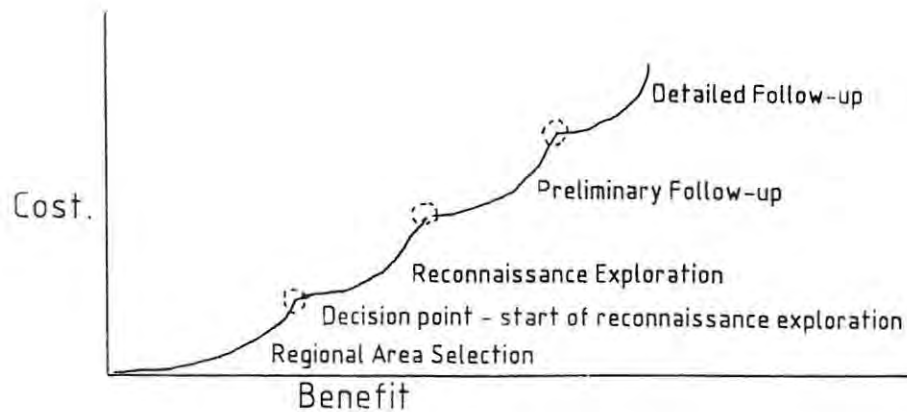 Detailed Follow-up
Cost.
Preliminary Follow-up
Reconnaissance Exploration
Decision point - start of reconnaissance exploration
Regional Area Selection
Benefit